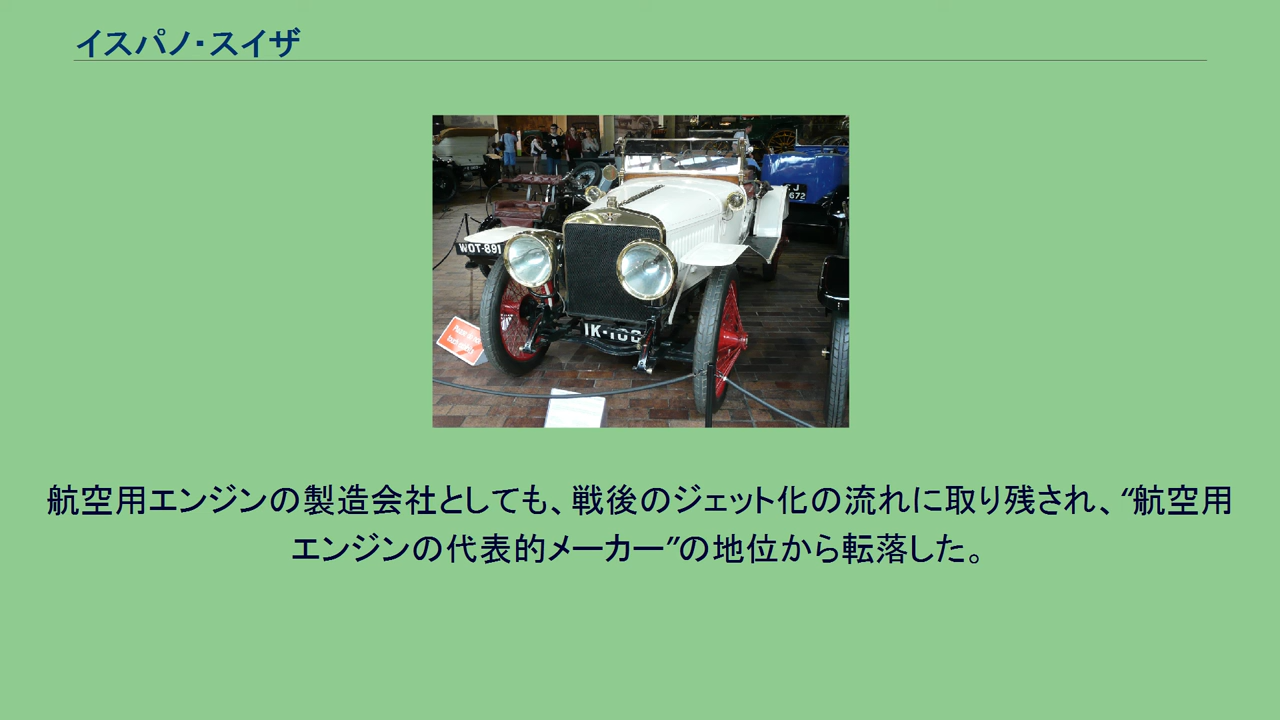 イスパノ・スイザ
WOT-891
1K-1
672
航空用エンジンの製造会社としても、戦後のジェット化の流れに取り残され、“航空用
エンジンの代表的メーカー”の地位から転落した。